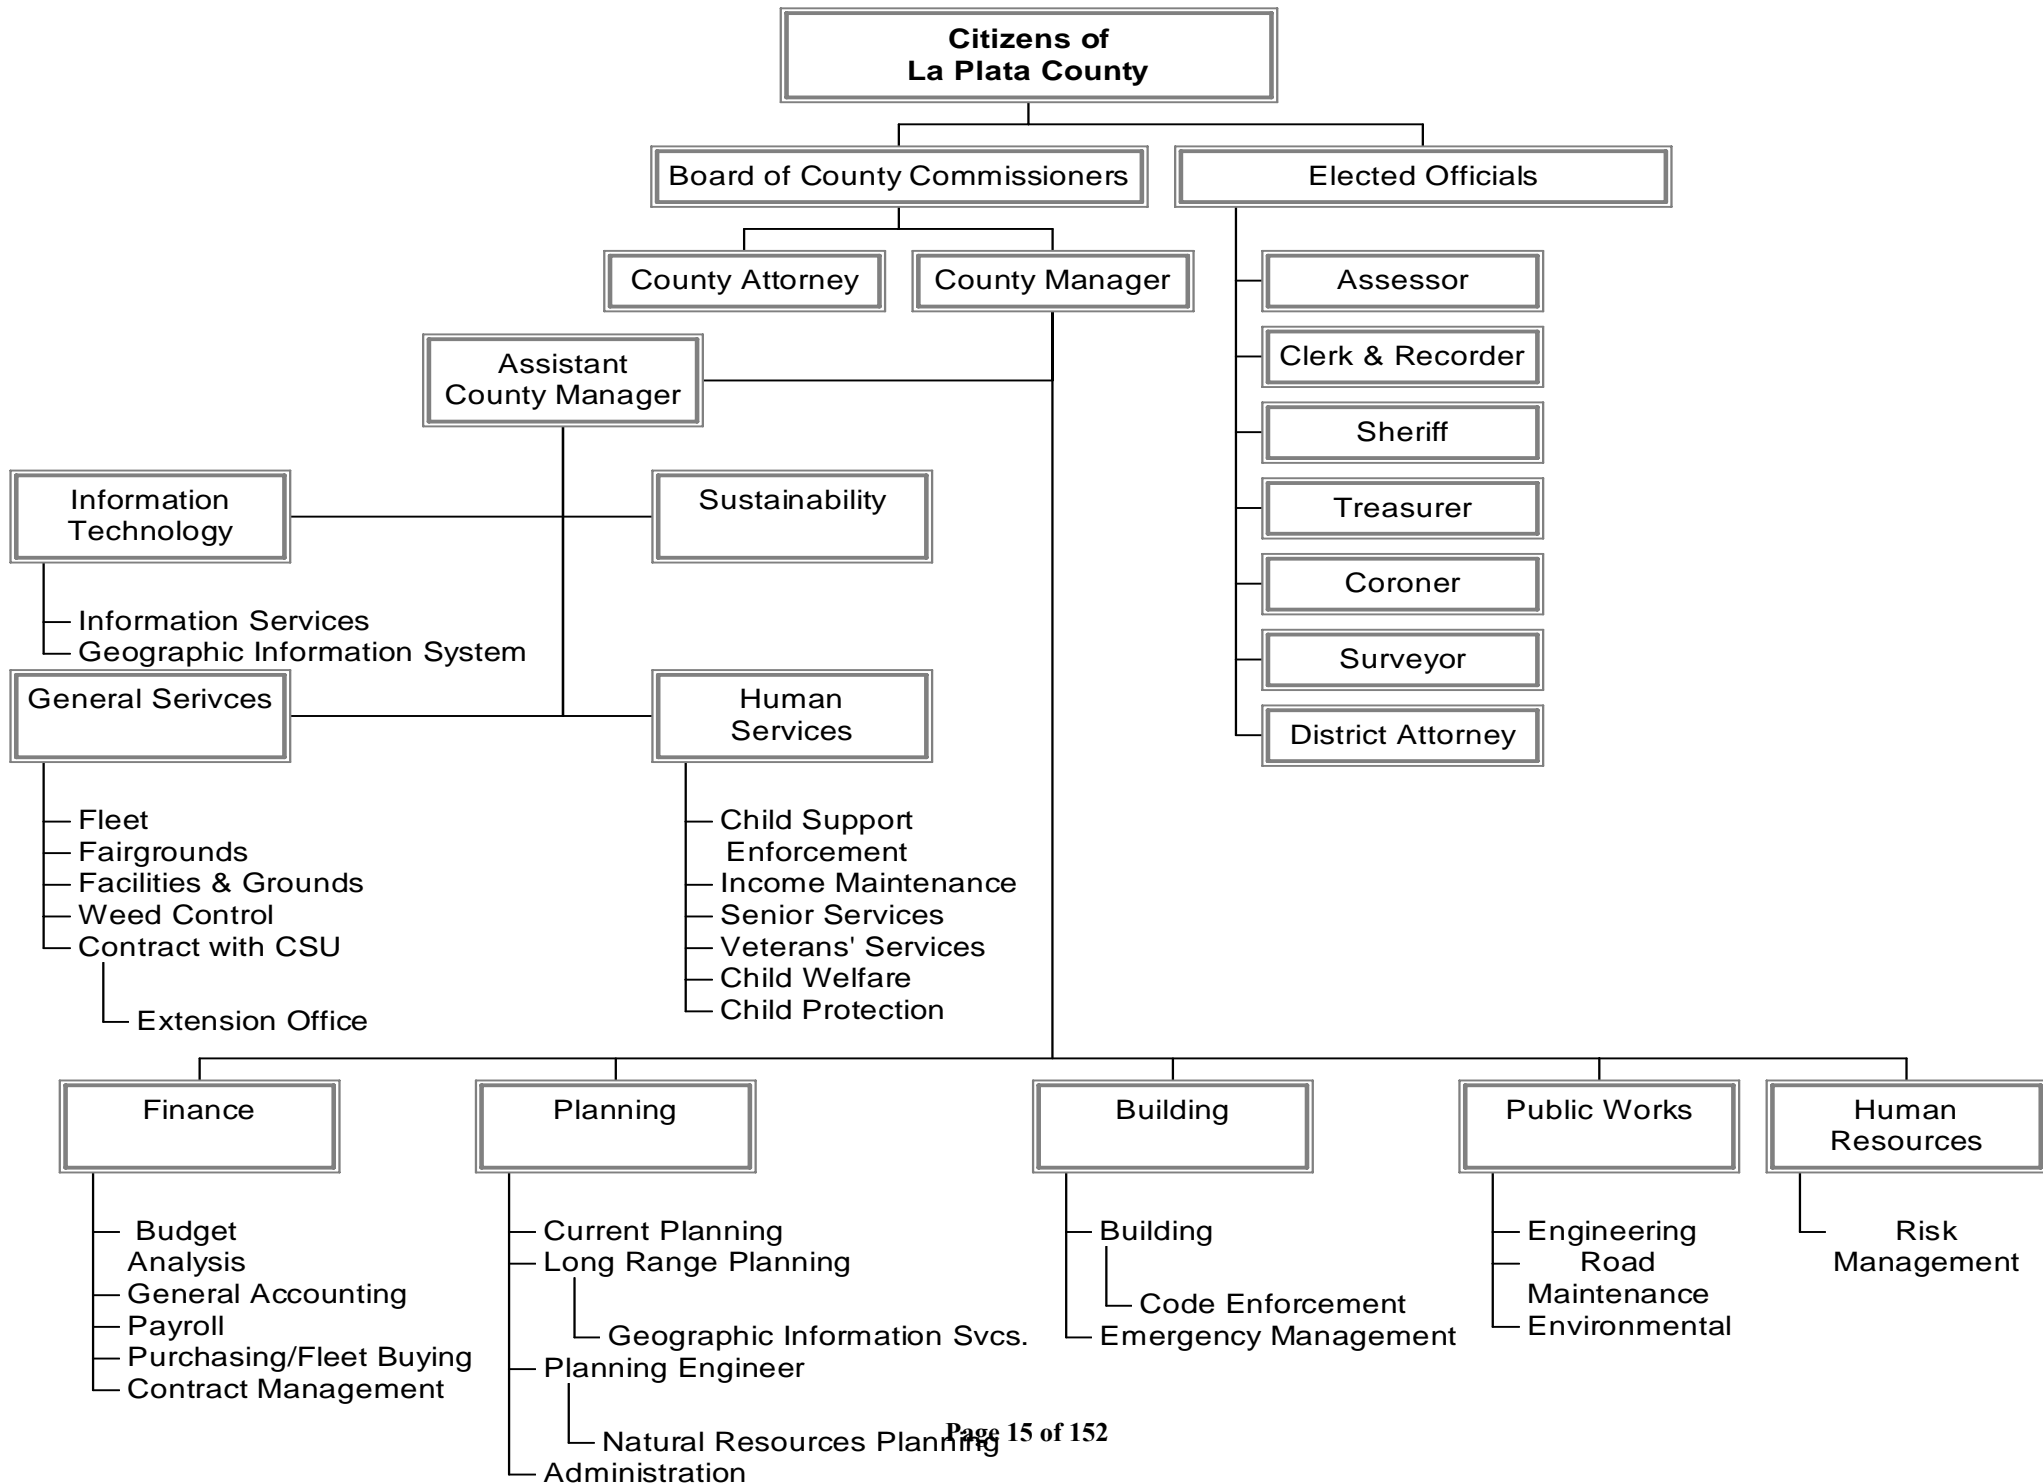 Citizens of
La Plata County
Board of County Commissioners
Elected Officials
County Attorney
County Manager
Assessor
Clerk & Recorder
Sheriff
Treasurer
Coroner
Surveyor
District Attorney
Assistant
County Manager
Information
Technology
Sustainability
Information Services
Geographic Information System
General Serivces
Human
Services
Fleet
Fairgrounds
Facilities & Grounds
Weed Control
Contract with CSU
Extension Office
Child Support
Enforcement
Income Maintenance
Senior Services
Veterans' Services
Child Welfare
Child Protection
Finance
Planning
Building
Public Works
Human
Resources
Budget
Analysis
General Accounting
Payroll
Purchasing/Fleet Buying
Contract Management
Current Planning
Long Range Planning
Geographic Information Svcs.
Planning Engineer
Natural Resources Planning
Administration
Building
Code Enforcement
Emergency Management
Engineering
Road
Maintenance
Environmental
Risk
Management
Page 15 of 152